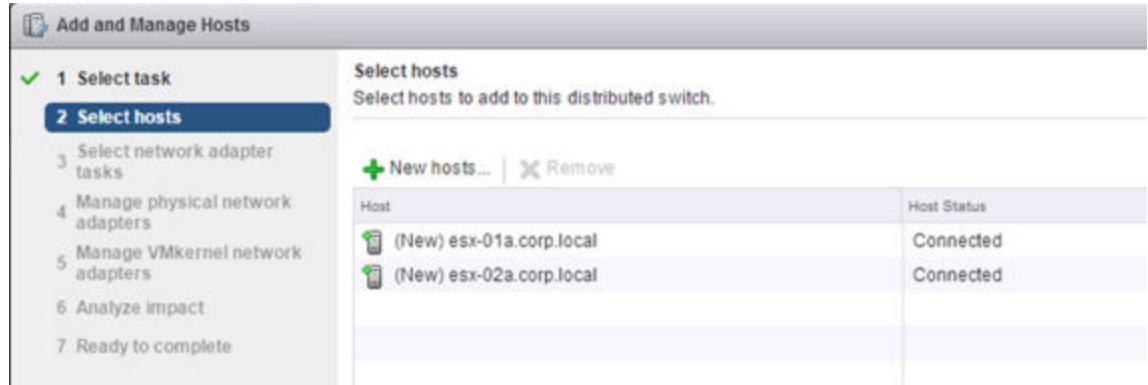 Add and Manage Hosts
1 Select task
2 Select hosts
3 Select network adapter
tasks
4 Manage physical network
adapters
5 Manage VMkernel network
adapters
6 Analyze impact
7 Ready to complete
Select hosts
Select hosts to add to this distributed switch.
New hosts... | Remove
Host Host Status
(New) esx-01a.corp.local Connected
(New) esx-02a.corp.local Connected